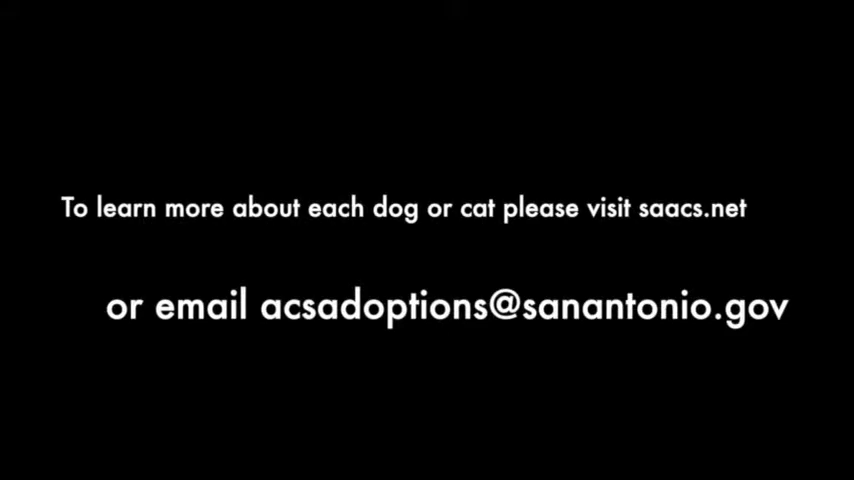 To learn more about each dog or cat please visit saacs.net
or email acsadoptions@sanantonio.gov